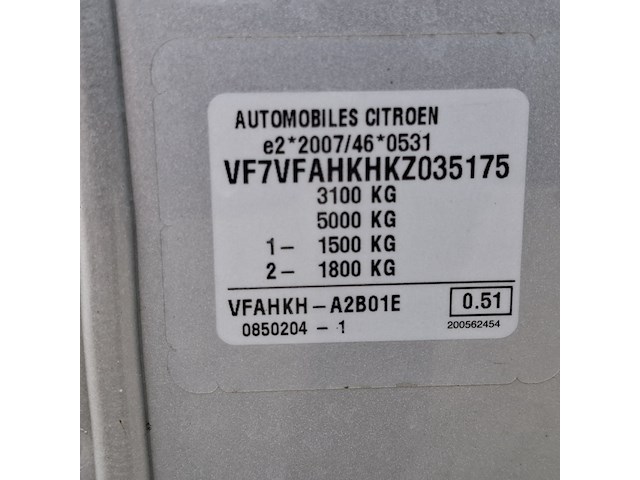 AUTOMOBILES CITROEN
e2*2007/46*0531
VF7VFAHKHKZ035175
3100 KG
5000 KG
1- 1500 KG
2- 1800 KG
VFAHKH-A2B01E 0.51
0850204-1 200562454